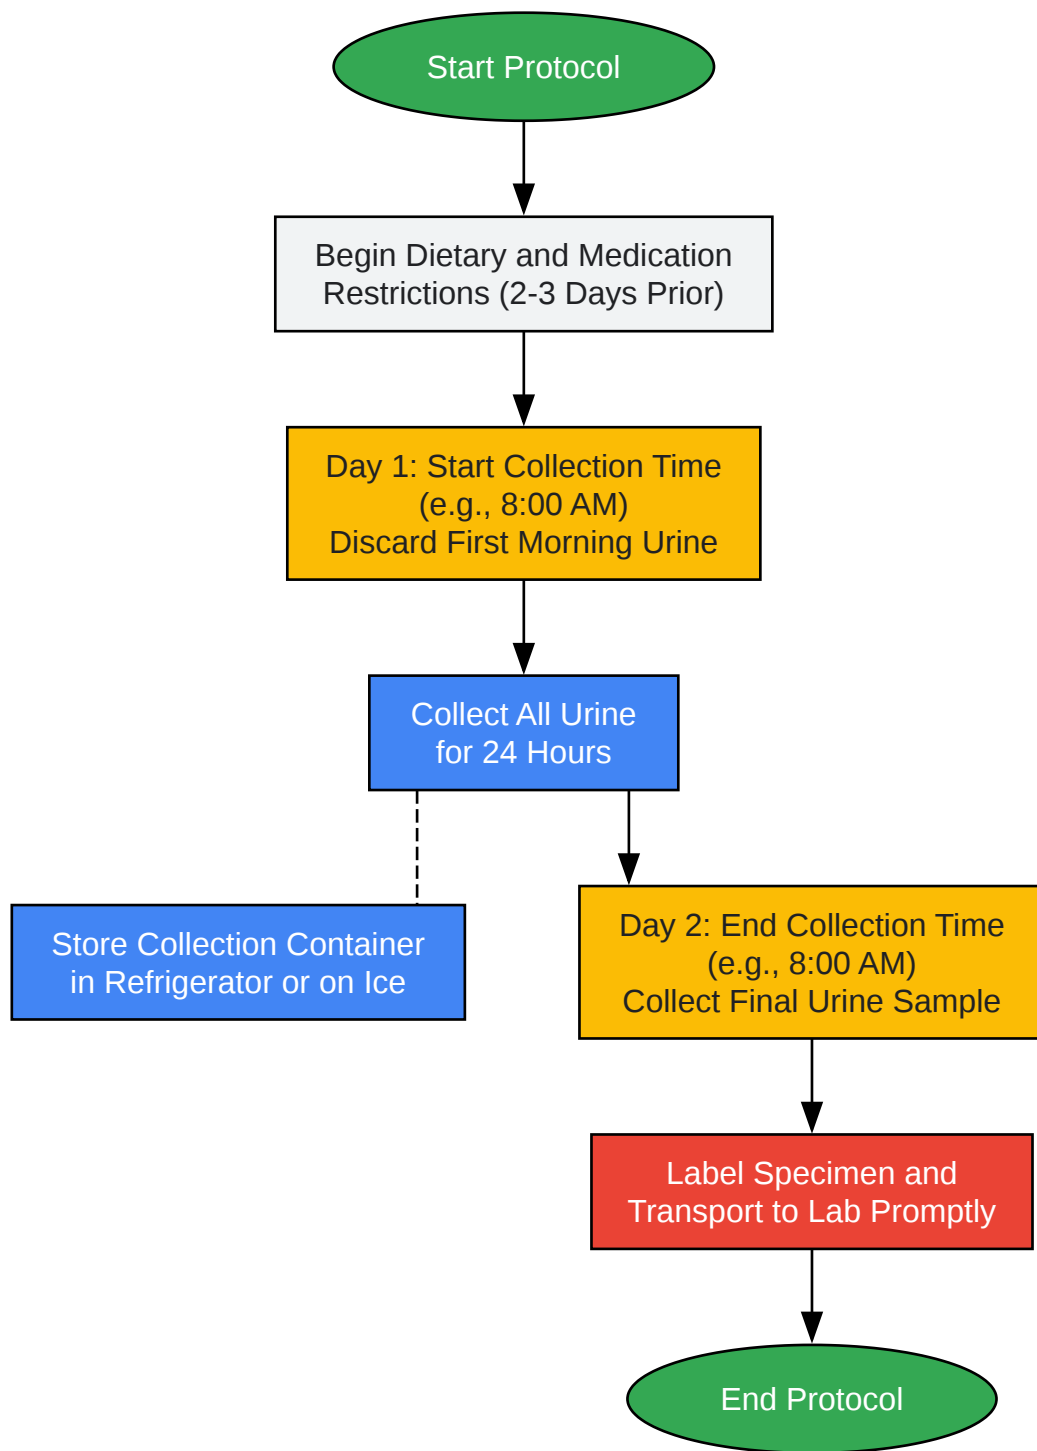 Start Protocol
Begin Dietary and Medication
Restrictions (2-3 Days Prior)
Day 1: Start Collection Time
(e.g., 8:00 AM)
Discard First Morning Urine
Collect All Urine
for 24 Hours
Store Collection Container
in Refrigerator or on Ice
Day 2: End Collection Time
(e.g., 8:00 AM)
Collect Final Urine Sample
Label Specimen and
Transport to Lab Promptly
End Protocol